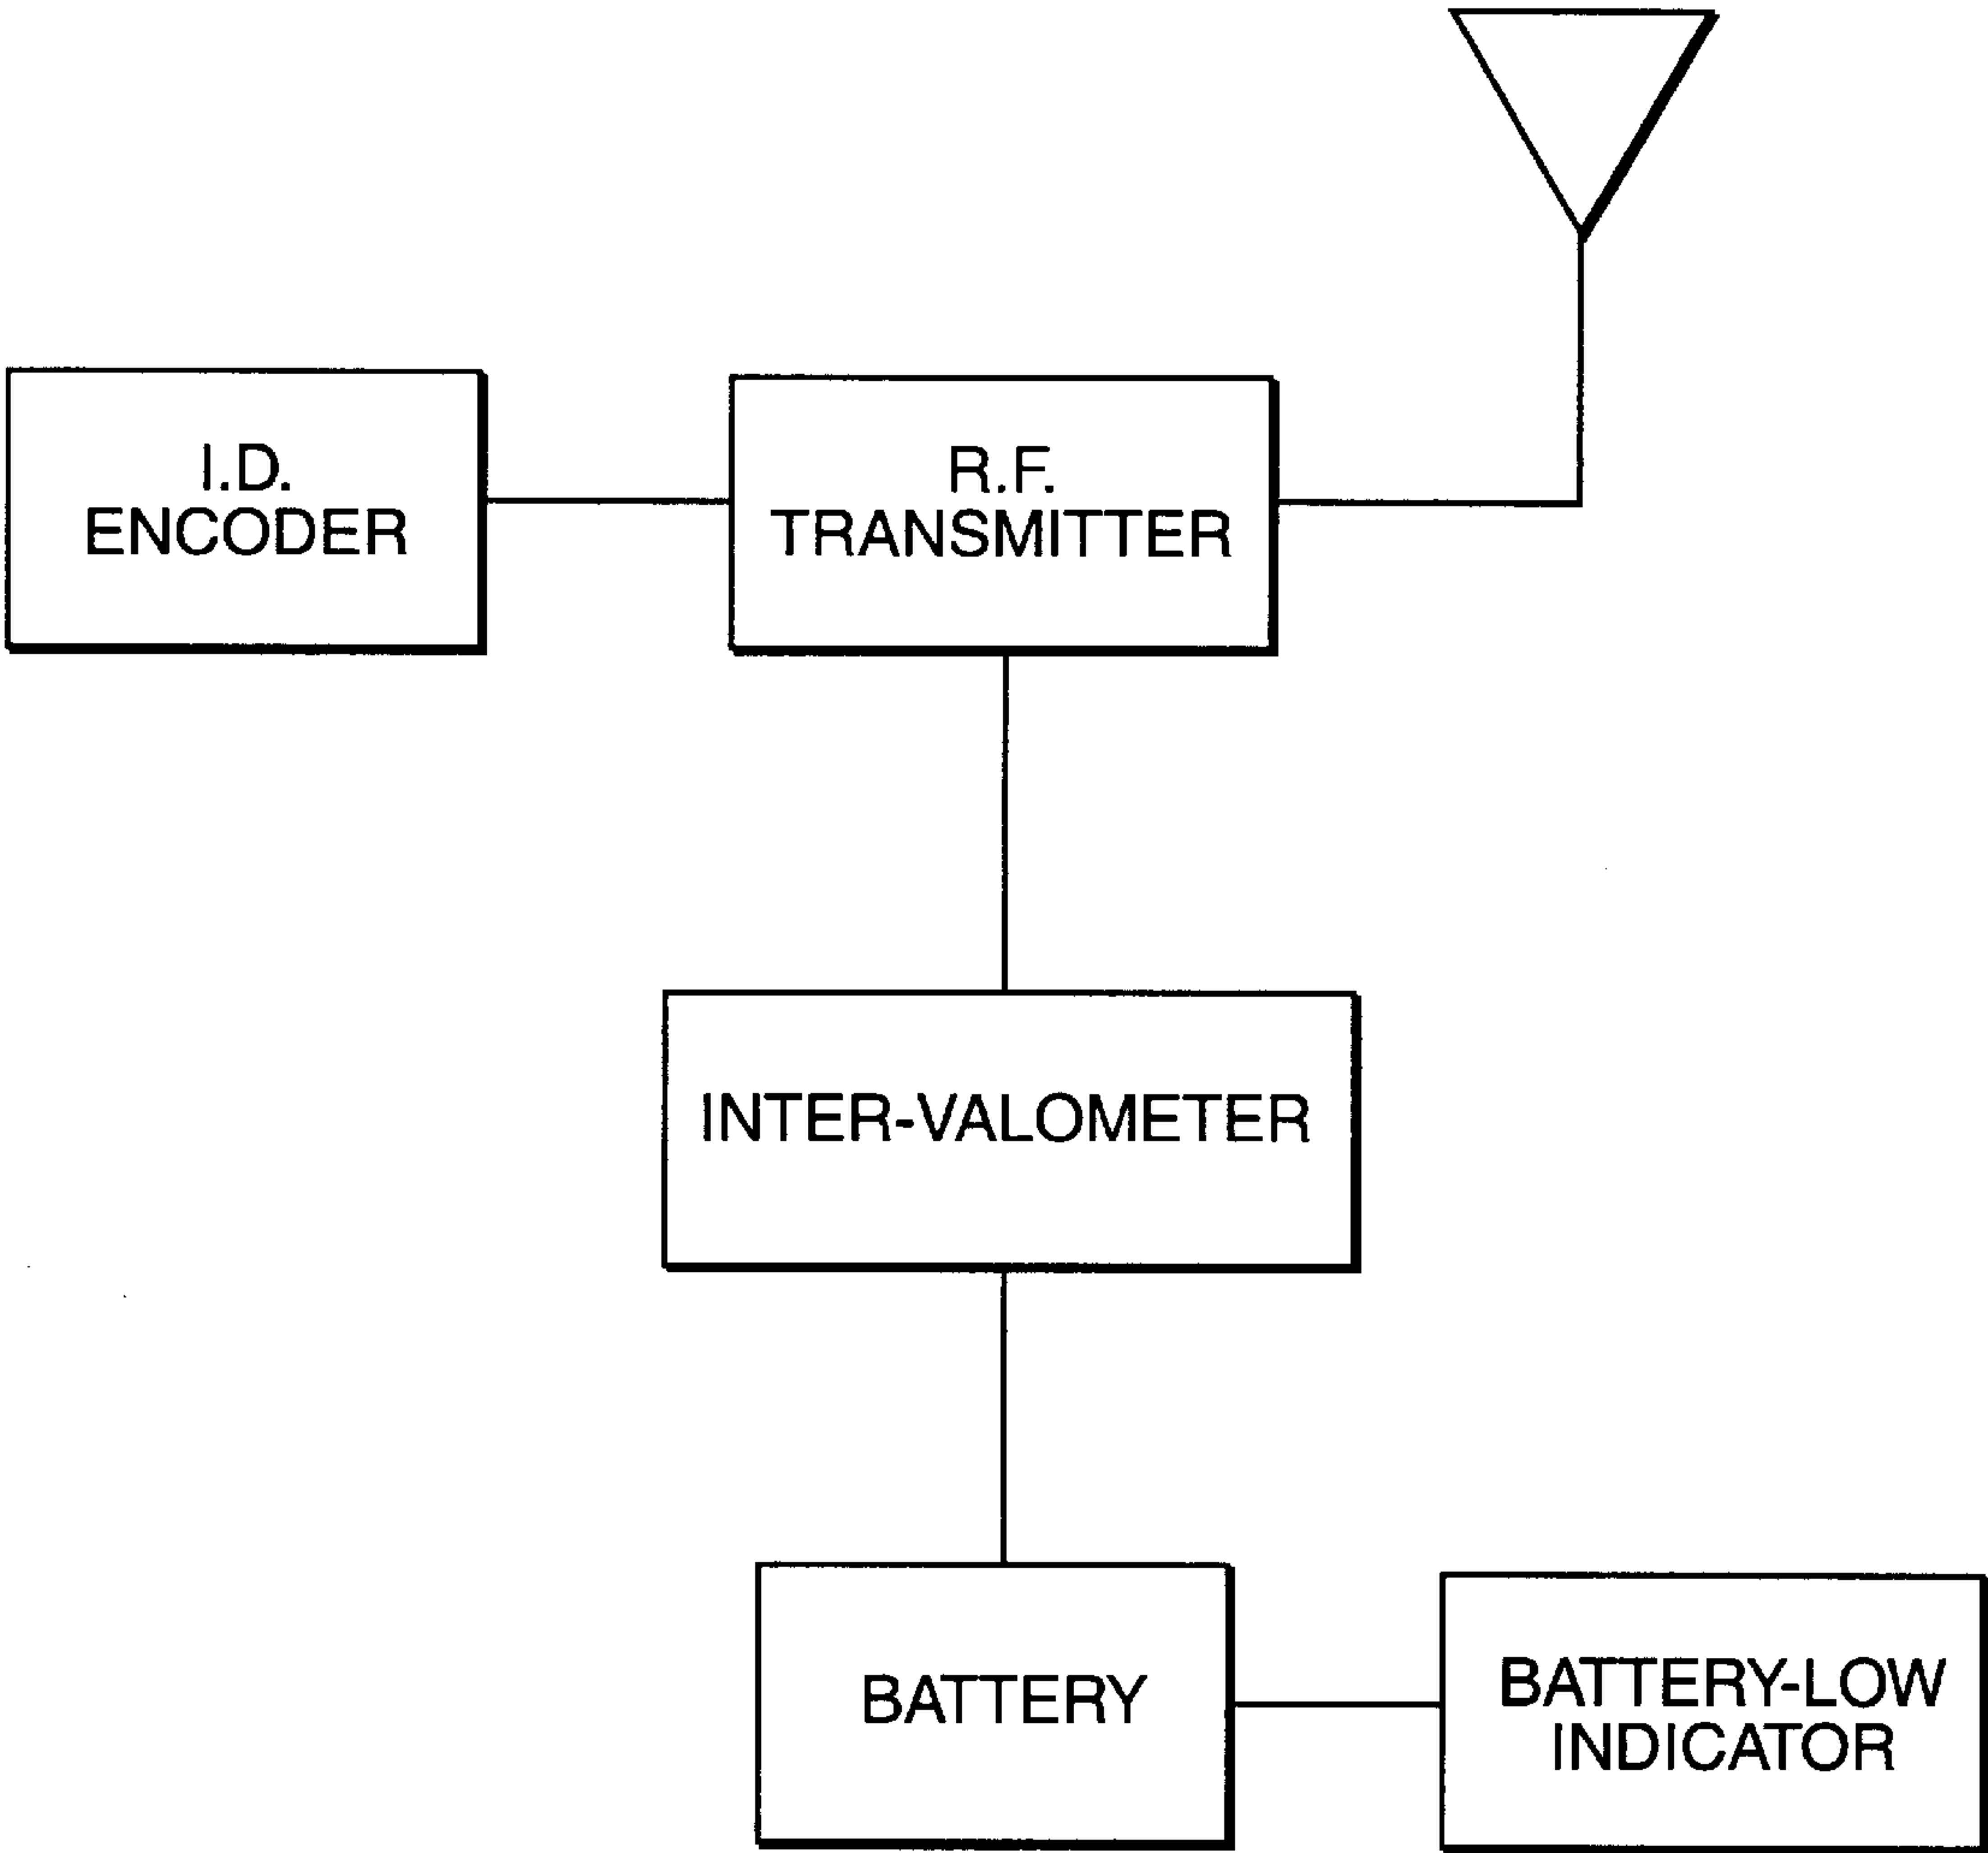 I.D.
ENCODER
R.F.
TRANSMITTER
INTER-VALOMETER
BATTERY
BATTERY-LOW
INDICATOR